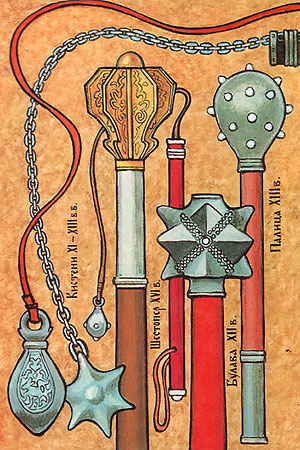 Кистени XI – XIII в.в.
Шестопер XVI в.
Булава XII в.
Палица XIII в.